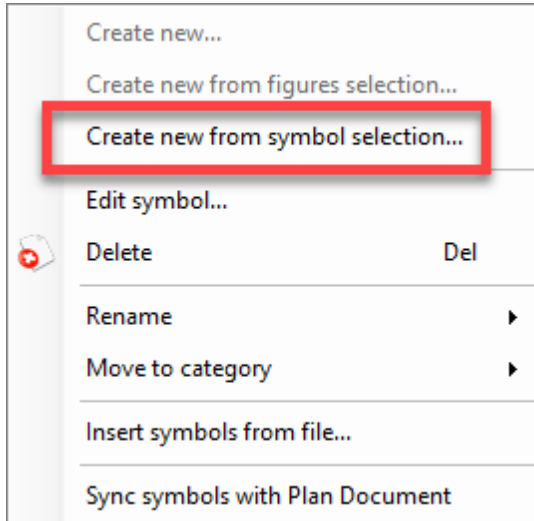 Create new...
Create new from figures selection...
Create new from symbol selection...
Edit symbol...
Delete Del
Rename
Move to category
Insert symbols from file...
Sync symbols with Plan Document